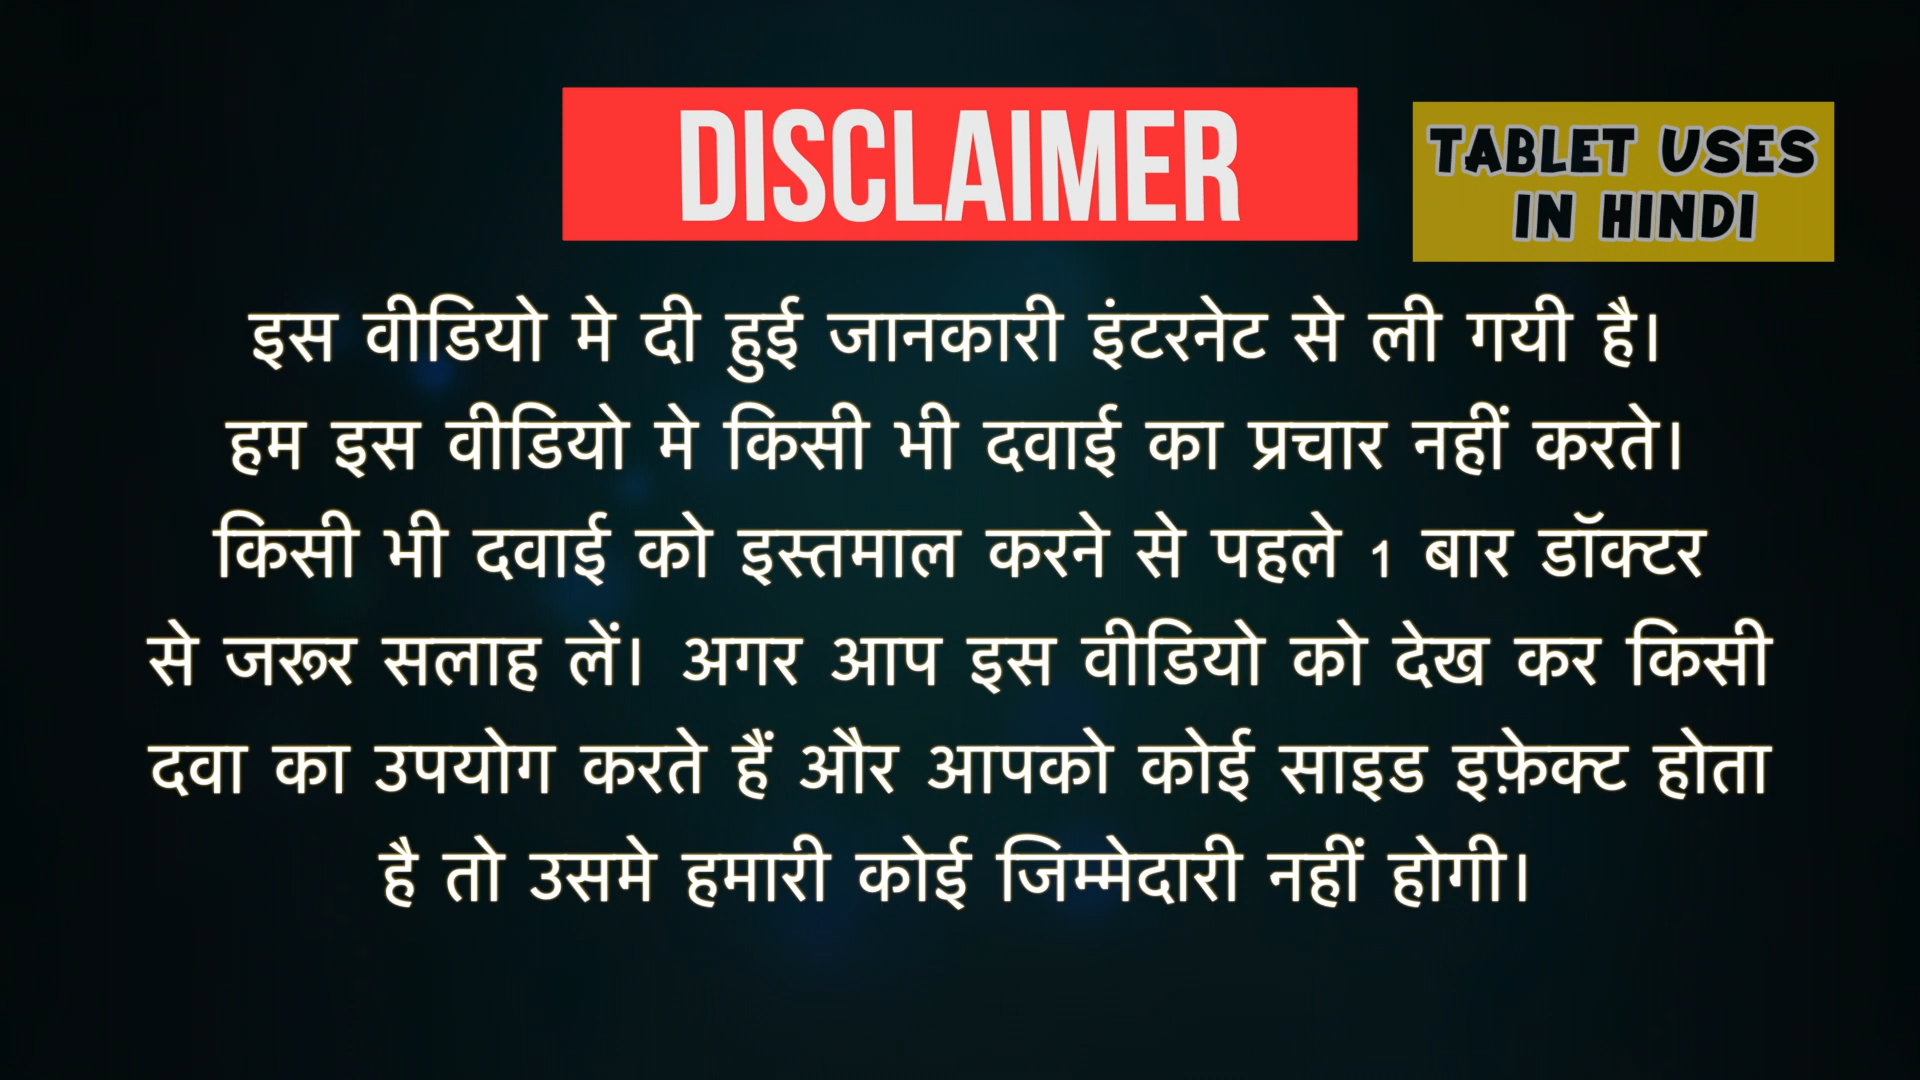 DISCLAIMER
TABLET USES
IN HINDI
इस वीडियो मे दी हुई जानकारी इंटरनेट से ली गयी है।
हम इस वीडियो मे किसी भी दवाई का प्रचार नहीं करते।
किसी भी दवाई को इस्तमाल करने से पहले 1 बार डॉक्टर
से जरूर सलाह लें। अगर आप इस वीडियो को देख कर किसी
दवा का उपयोग करते हैं और आपको कोई साइड इफ़ेक्ट होता
है तो उसमे हमारी कोई जिम्मेदारी नहीं होगी।